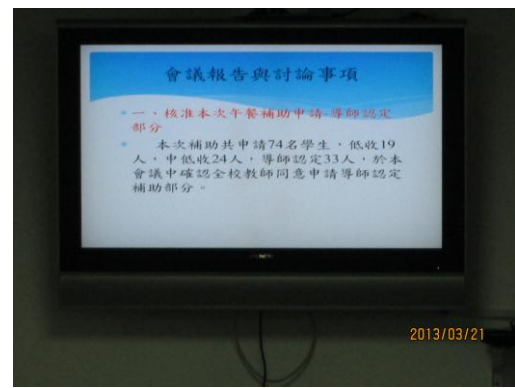 會議報告與討論事項
一、核准本次午餐補助申請-導師認定
部分
本次補助共申請74名學生，低收19
人，中低收24人，導師認定33人，於本
會議中確認全校教師同意申請導師認定
補助部分。
2013/03/21